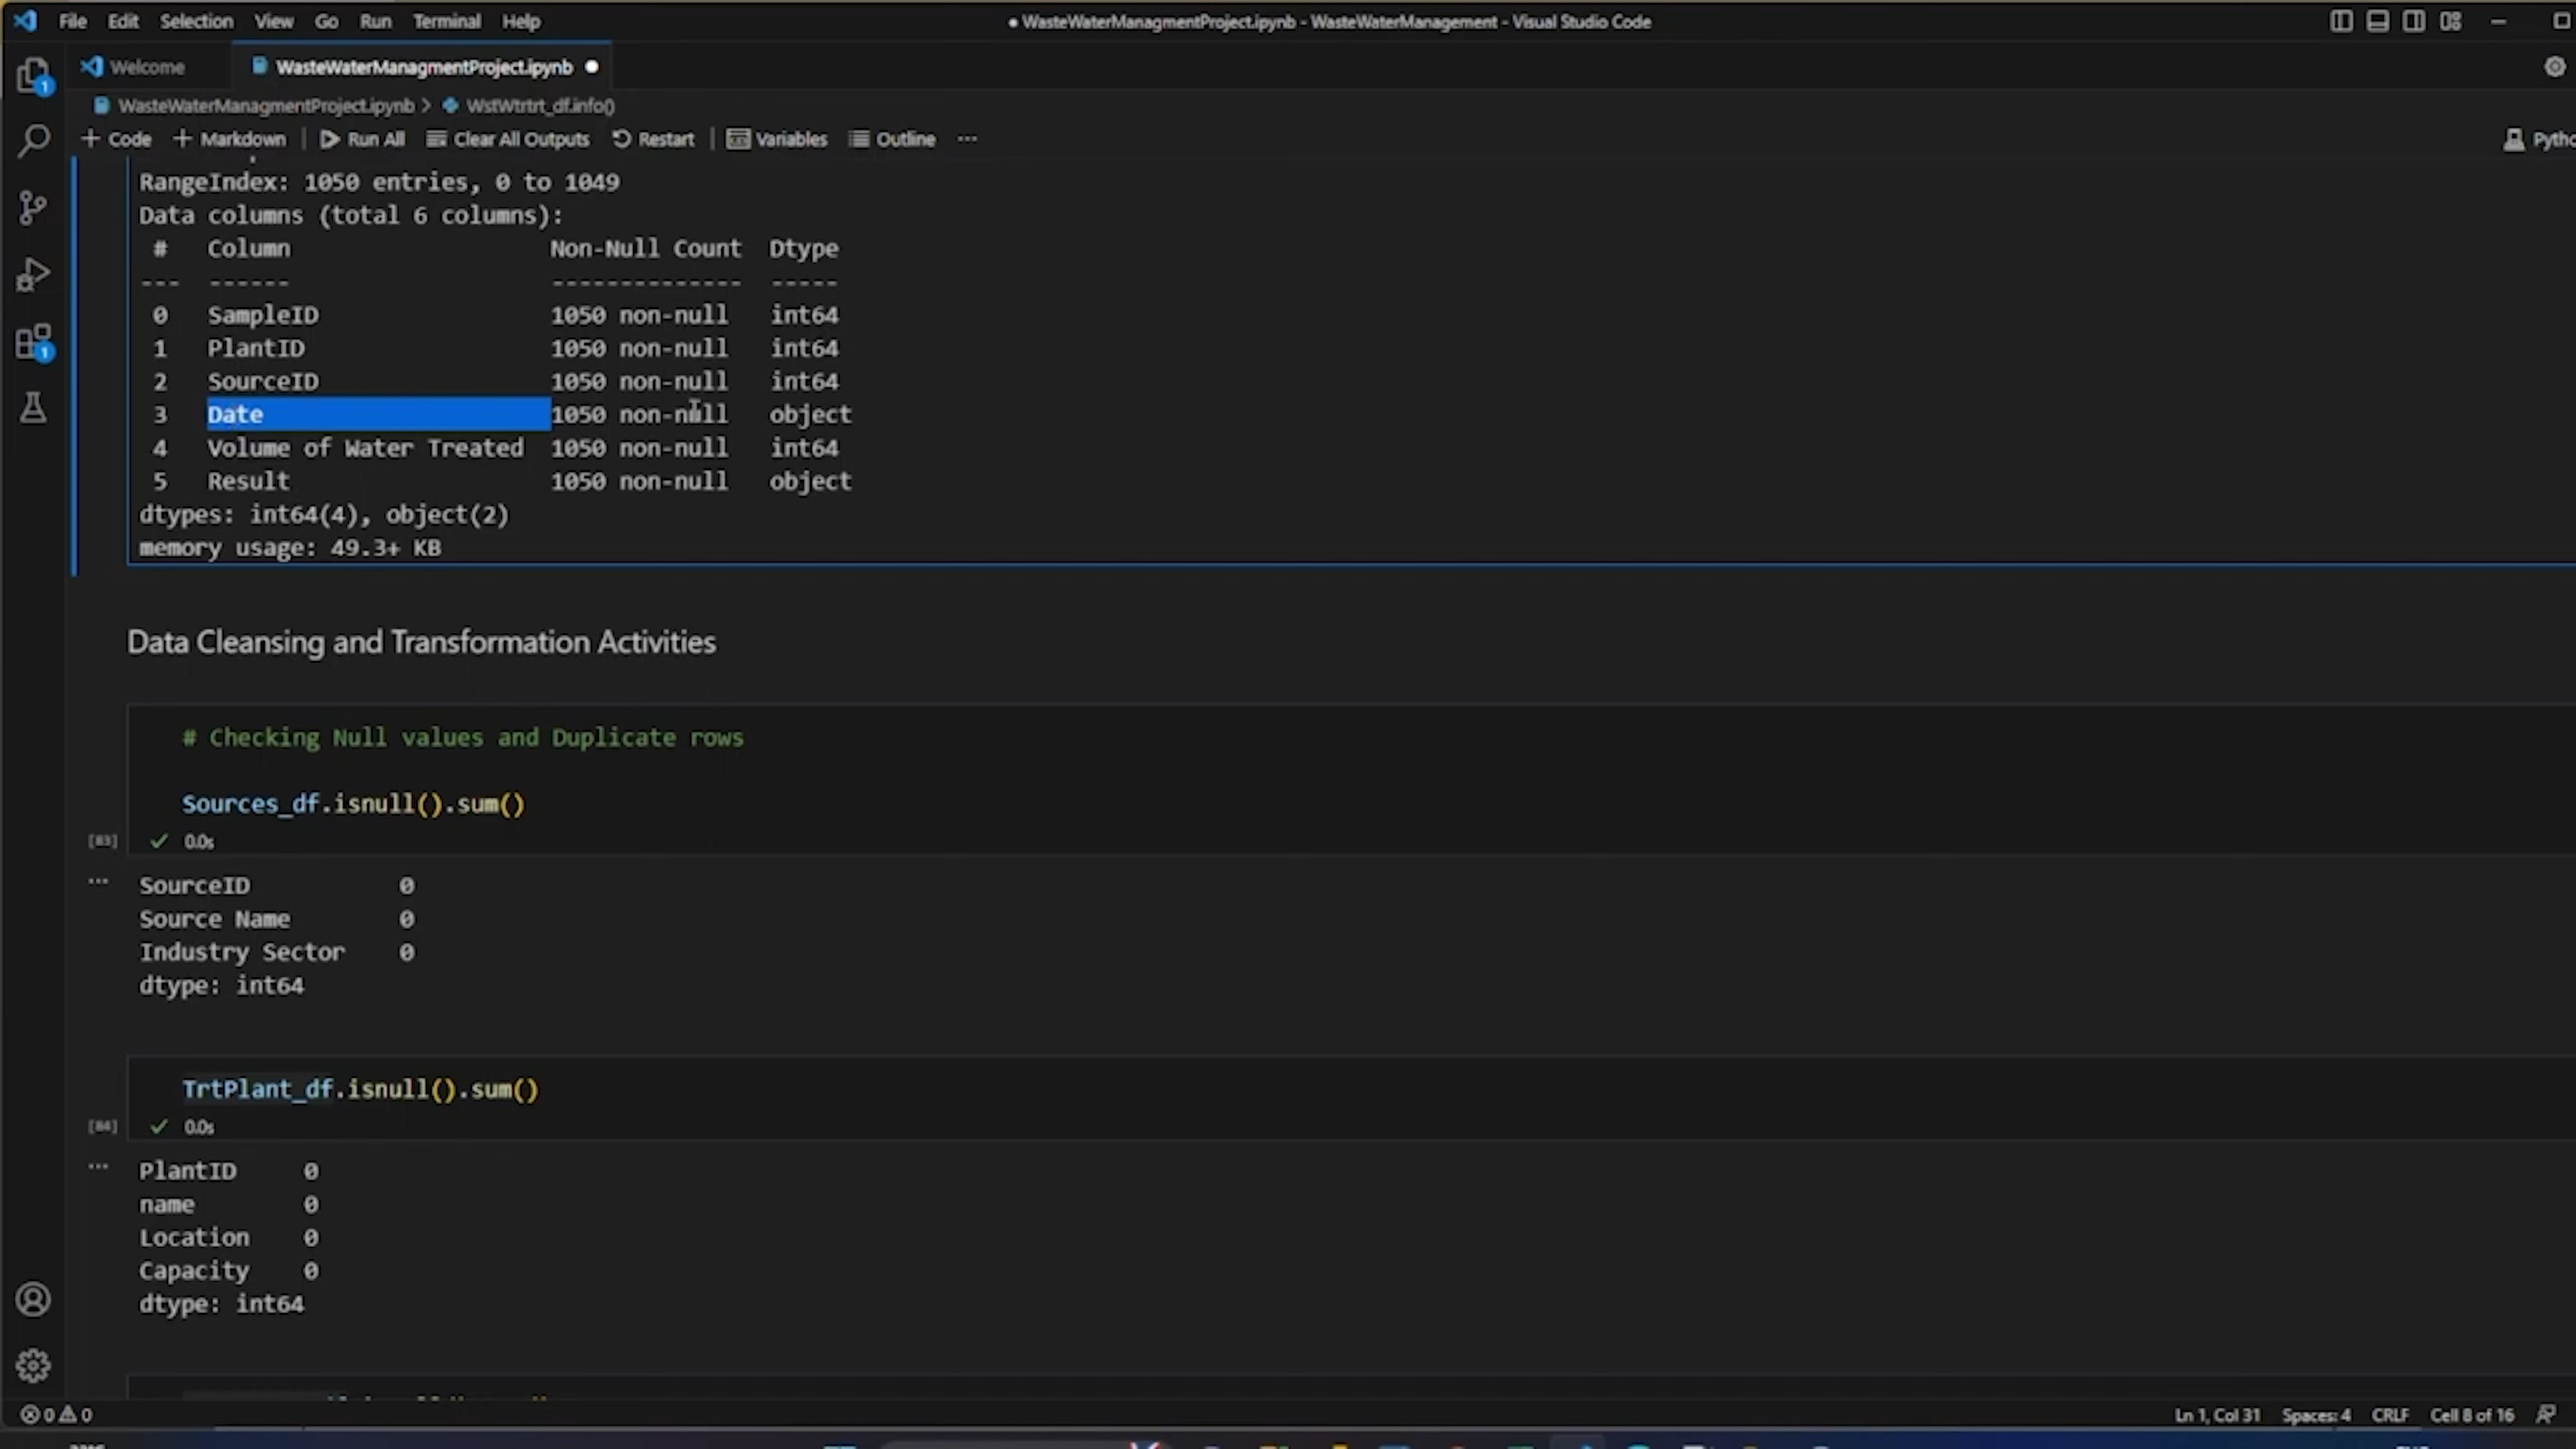 File Edit Selection View Go Run Terminal Help
● WasteWaterManagmentProject.ipynb - WasteWaterManagement - Visual Studio Code
Welcome
WasteWaterManagmentProject.ipynb ●
WasteWaterManagmentProject.ipynb > WstWtrtrt_df.info()
+ Code + Markdown | Run All Clear All Outputs Restart | Variables Outline ...
RangeIndex: 1050 entries, 0 to 1049
Data columns (total 6 columns):
# Column Non-Null Count Dtype
--- ------ -------------- -----
0 SampleID 1050 non-null int64
1 PlantID 1050 non-null int64
2 SourceID 1050 non-null int64
3 Date 1050 non-null object
4 Volume of Water Treated 1050 non-null int64
5 Result 1050 non-null object
dtypes: int64(4), object(2)
memory usage: 49.3+ KB
Data Cleansing and Transformation Activities
# Checking Null values and Duplicate rows
Sources_df.isnull().sum()
[83] ✓ 0.0s
... SourceID 0
Source Name 0
Industry Sector 0
dtype: int64
TrtPlant_df.isnull().sum()
[84] ✓ 0.0s
... PlantID 0
name 0
Location 0
Capacity 0
dtype: int64
0 0
Ln 1, Col 31 Spaces: 4 CRLF Cell 8 of 16